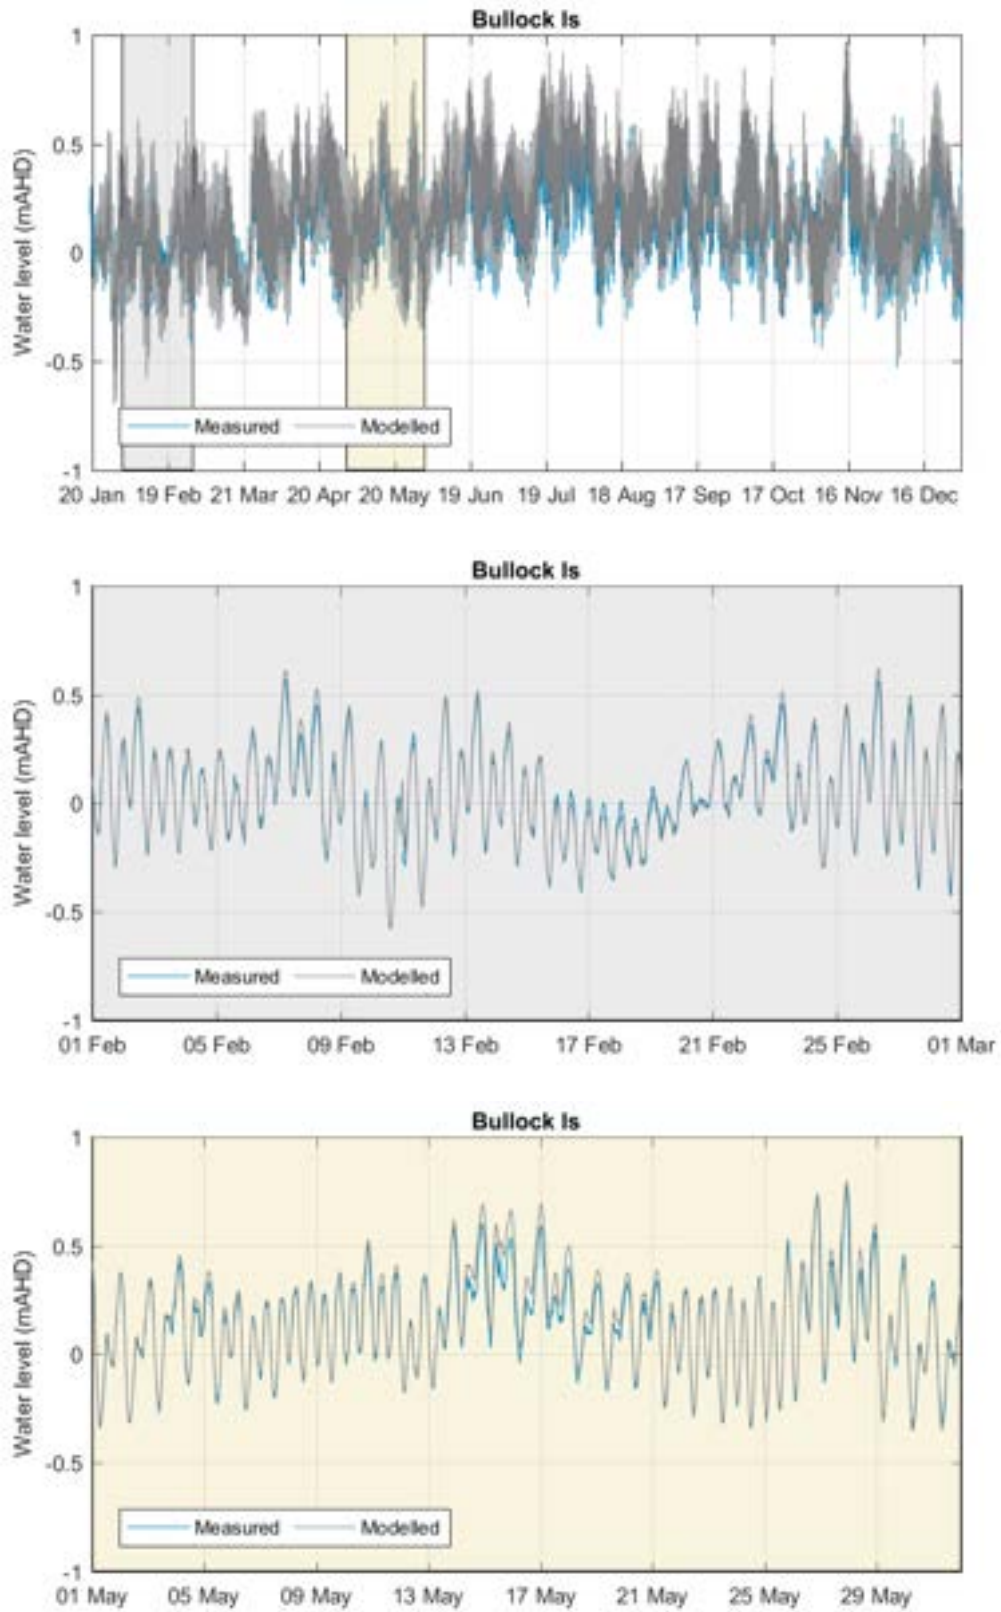 Bullock Is
Water level (mAHD)
1
0.5
0
-0.5
-1
Measured Modelled
20 Jan 19 Feb 21 Mar 20 Apr 20 May 19 Jun 19 Jul 18 Aug 17 Sep 17 Oct 16 Nov 16 Dec
Bullock Is
Water level (mAHD)
1
0.5
0
-0.5
-1
Measured Modelled
01 Feb 05 Feb 09 Feb 13 Feb 17 Feb 21 Feb 25 Feb 01 Mar
Bullock Is
Water level (mAHD)
1
0.5
0
-0.5
-1
Measured Modelled
01 May 05 May 09 May 13 May 17 May 21 May 25 May 29 May